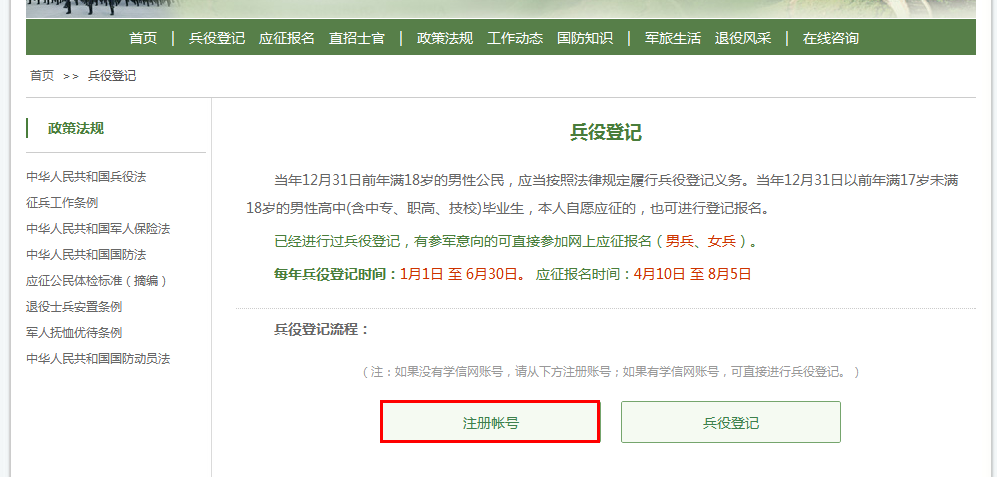 首页 | 兵役登记 应征报名 直招士官 | 政策法规 工作动态 国防知识 | 军旅生活 退役风采 | 在线咨询
首页 >> 兵役登记
政策法规
中华人民共和国兵役法
征兵工作条例
中华人民共和国军人保险法
中华人民共和国国防法
应征公民体检标准（摘编）
退役士兵安置条例
军人抚恤优待条例
中华人民共和国国防动员法
兵役登记
当年12月31日前年满18岁的男性公民，应当按照法律规定履行兵役登记义务。当年12月31日以前年满17岁未满
18岁的男性高中(含中专、职高、技校)毕业生，本人自愿应征的，也可进行登记报名。
已经进行过兵役登记，有参军意向的可直接参加网上应征报名（男兵、女兵）。
每年兵役登记时间：1月1日 至 6月30日。 应征报名时间：4月10日 至 8月5日
兵役登记流程：
（注：如果没有学信网账号，请从下方注册账号；如果有学信网账号，可直接进行兵役登记。）
注册帐号
兵役登记